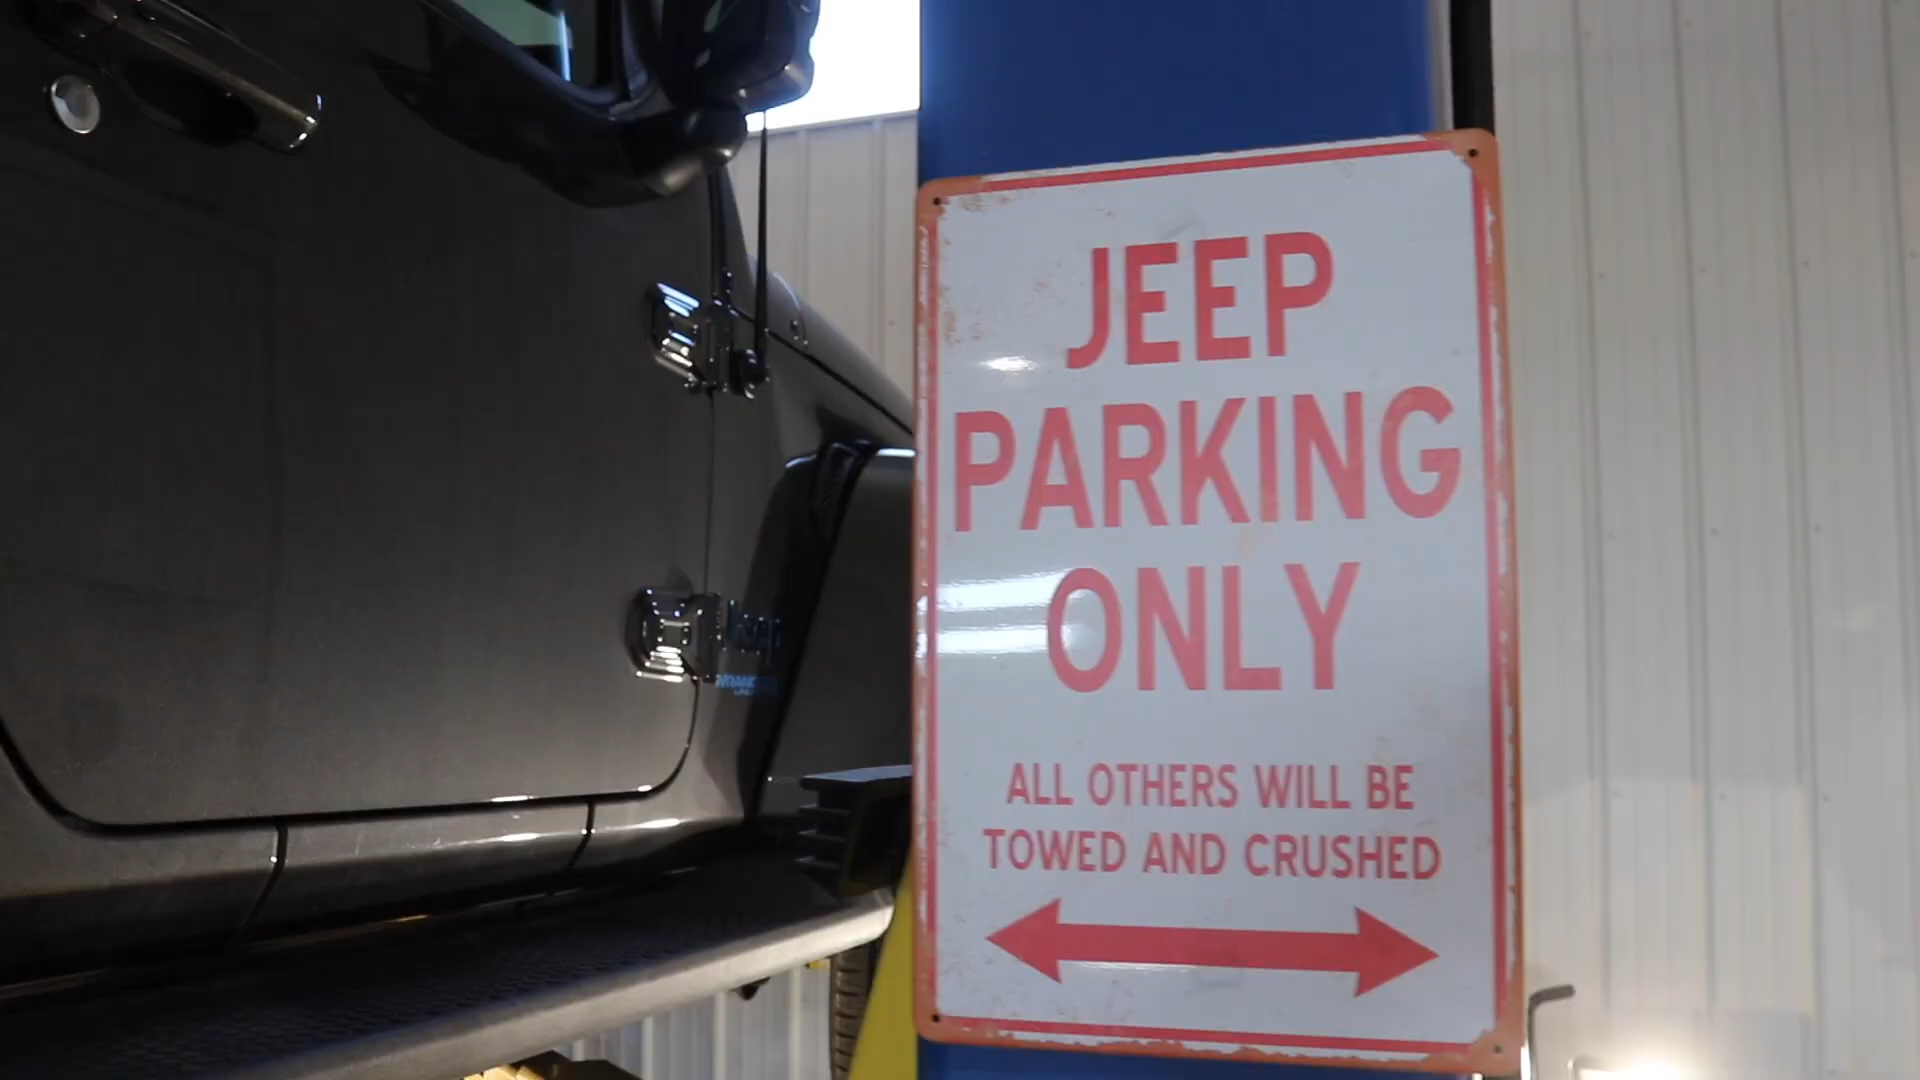 JEEP
PARKING
ONLY
ALL OTHERS WILL BE
TOWED AND CRUSHED
Jeep